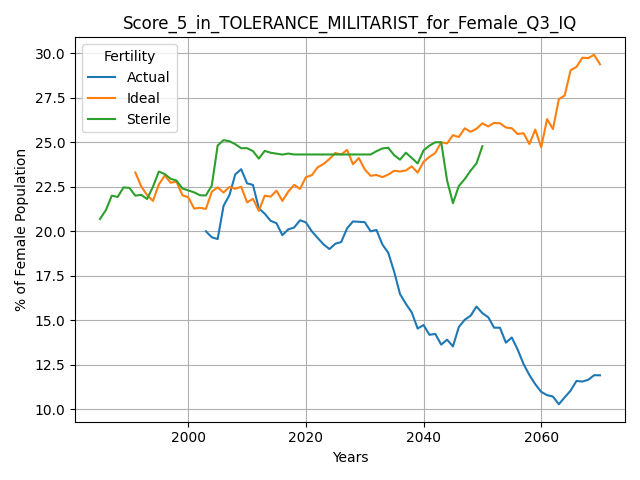 Score_5_in_TOLERANCE_MILITARIST_for_Female_Q3_IQ
Fertility
Actual
Ideal
Sterile
% of Female Population
30.0
27.5
25.0
22.5
20.0
17.5
15.0
12.5
10.0
2000 2020 2040 2060
Years